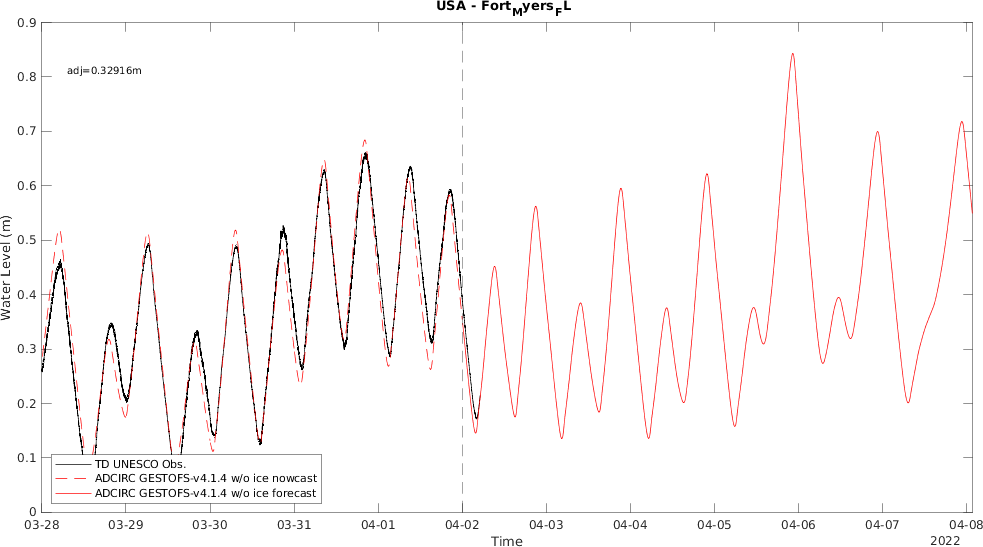 USA - Fort_Myers_FL
0.9
0.8
0.7
0.6
0.5
0.4
0.3
0.2
0.1
0
Water Level (m)
adj=0.32916m
TD UNESCO Obs.
ADCIRC GESTOFS-v4.1.4 w/o ice nowcast
ADCIRC GESTOFS-v4.1.4 w/o ice forecast
03-28 03-29 03-30 03-31 04-01 04-02 04-03 04-04 04-05 04-06 04-07 04-08
Time
2022